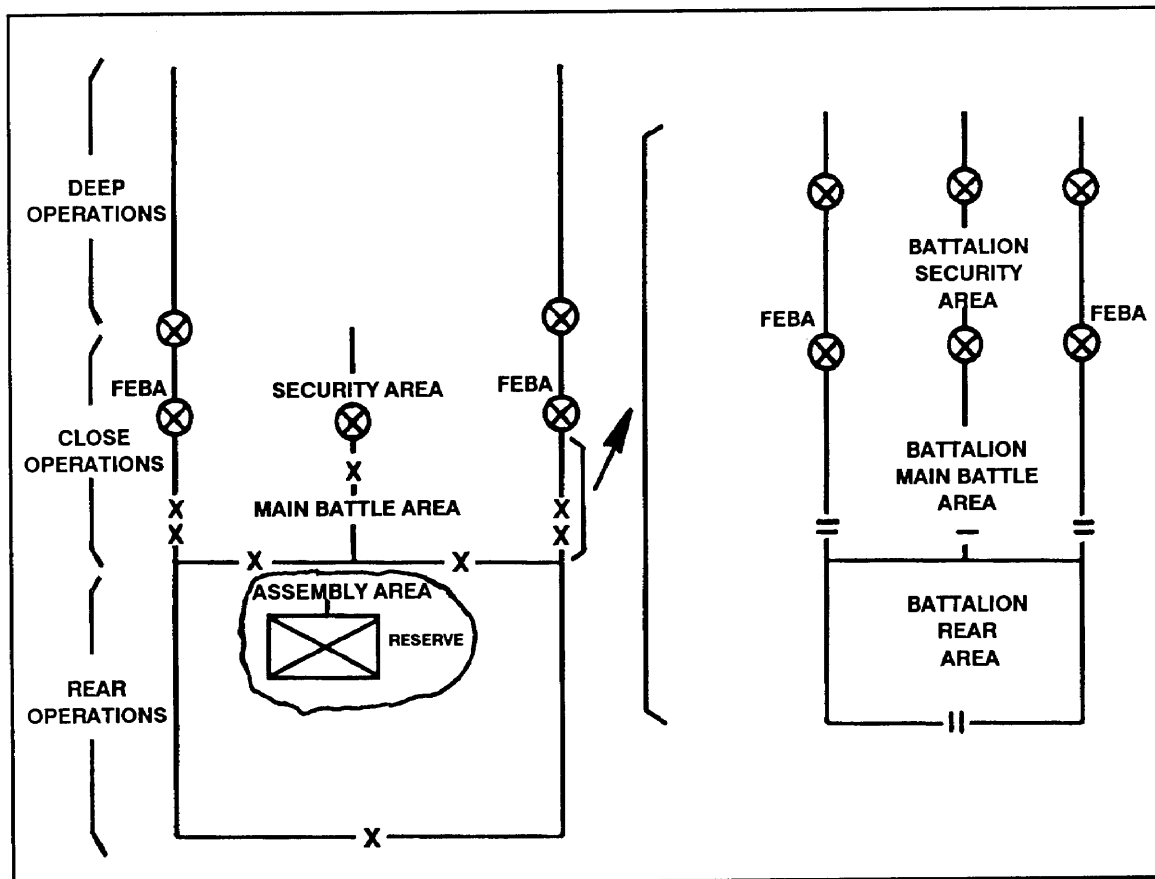 DEEP
OPERATIONS
FEBA
SECURITY AREA
FEBA
CLOSE
OPERATIONS
X
X
X
MAIN BATTLE AREA
X
X
X
X
ASSEMBLY AREA
RESERVE
REAR
OPERATIONS
X
BATTALION
SECURITY
AREA
FEBA
FEBA
BATTALION
MAIN BATTLE
AREA
BATTALION
REAR
AREA